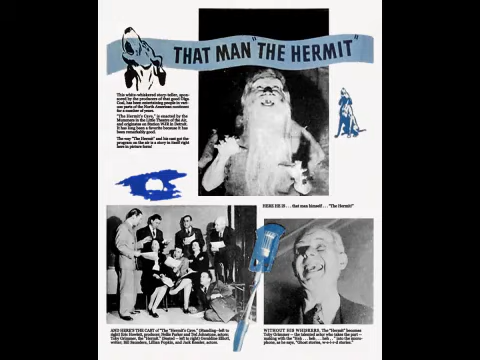 THAT MAN "THE HERMIT"
This white-whiskered story-teller, spon-
sored by the producers of that good Olga
Coal, has been entertaining people in vari-
ous parts of the North American continent
for a number of years.
"The Hermit's Cave," is enacted by the
Mummers in the Little Theatre of the Air,
and originates on Station WJR in Detroit.
It has long been a favorite because it has
been remarkably good.
The way "The Hermit" and his cast get the
program on the air is a story in itself right
here in picture form!
HERE HE IS . . . that man himself . . . "The Hermit!"
AND HERE'S THE CAST of "The "Hermit's Cave." (Standing—left to
right) Eric Howlett, producer, Nellie Parker and Ted Johnstone, actors,
Toby Grimmer, the "Hermit." (Seated — left to right) Geraldine Elliott,
writer, Bill Saunders, Lillian Popkin, and Jack Kessler, actors.
WITHOUT HIS WHISKERS, The "Hermit" becomes
Toby Grimmer — the talented actor who takes the part —
opening with the "Heh . . . heh . . . heh . . ." into the micro-
phone, as he says, "Ghost stories, w-e-i-r-d stories."